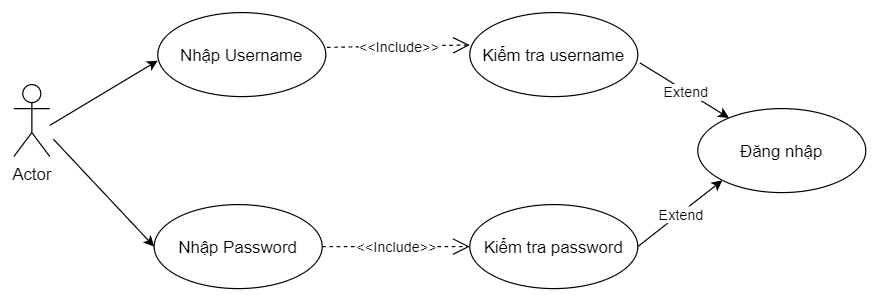 Nhập Username
<<Include>>
Kiểm tra username
Extend
Đăng nhập
Actor
Nhập Password
<<Include>>
Kiểm tra password
Extend